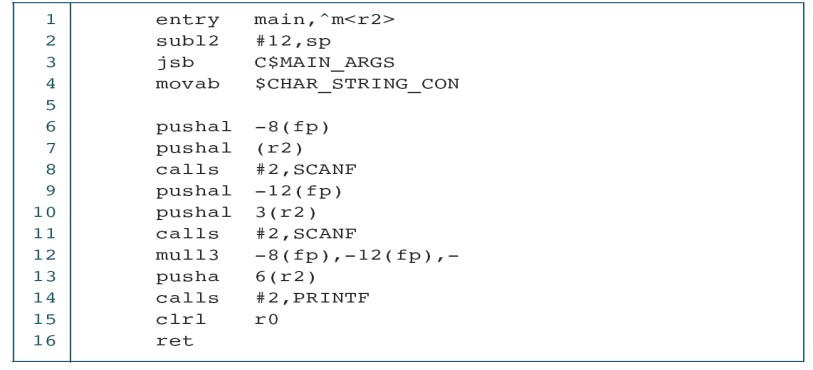 1 entry main,^m<r2>
2 subl2 #12,sp
3 jsb C$MAIN_ARGS
4 movab $CHAR_STRING_CON
5
6 pushal -8(fp)
7 pushal (r2)
8 calls #2,SCANF
9 pushal -12(fp)
10 pushal 3(r2)
11 calls #2,SCANF
12 mull3 -8(fp),-12(fp),-
13 pusha 6(r2)
14 calls #2,PRINTF
15 clrl r0
16 ret